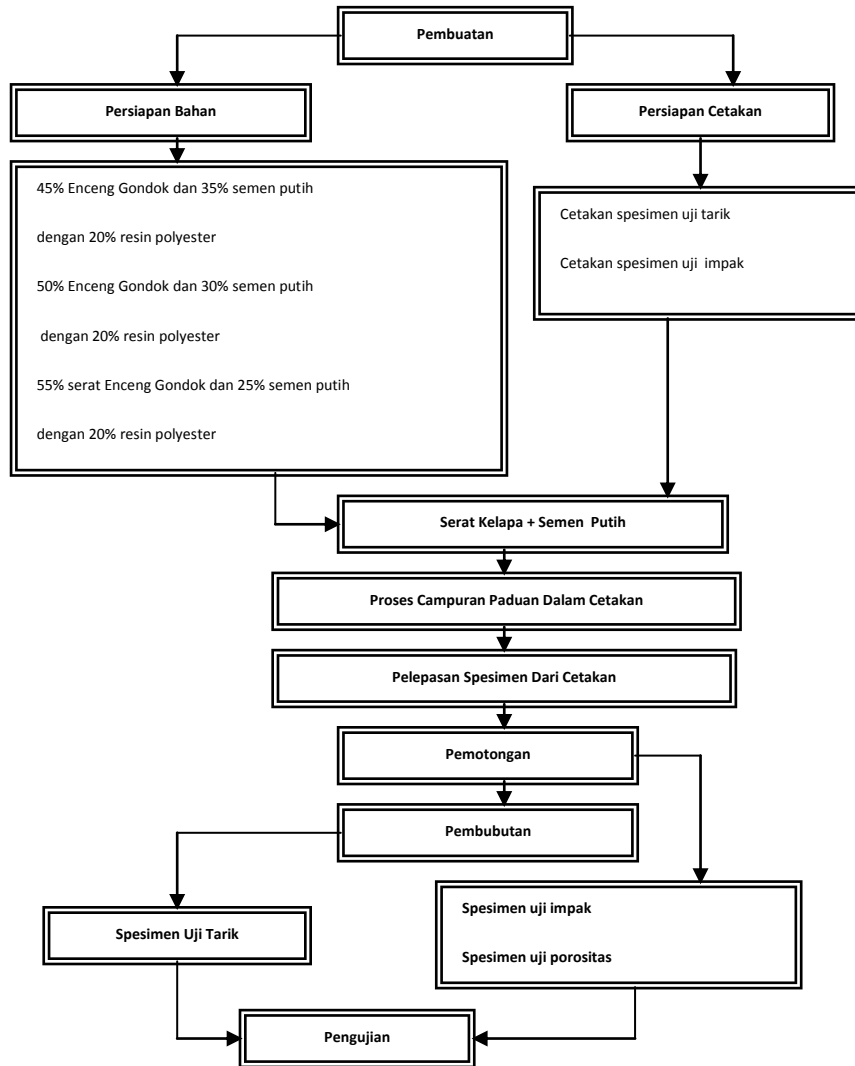 Pembuatan
Persiapan Bahan
Persiapan Cetakan
45% Enceng Gondok dan 35% semen putih
dengan 20% resin polyester
50% Enceng Gondok dan 30% semen putih
dengan 20% resin polyester
55% serat Enceng Gondok dan 25% semen putih
dengan 20% resin polyester
Cetakan spesimen uji tarik
Cetakan spesimen uji impak
Serat Kelapa + Semen Putih
Proses Campuran Paduan Dalam Cetakan
Pelepasan Spesimen Dari Cetakan
Pemotongan
Pembubutan
Spesimen Uji Tarik
Spesimen uji impak
Spesimen uji porositas
Pengujian